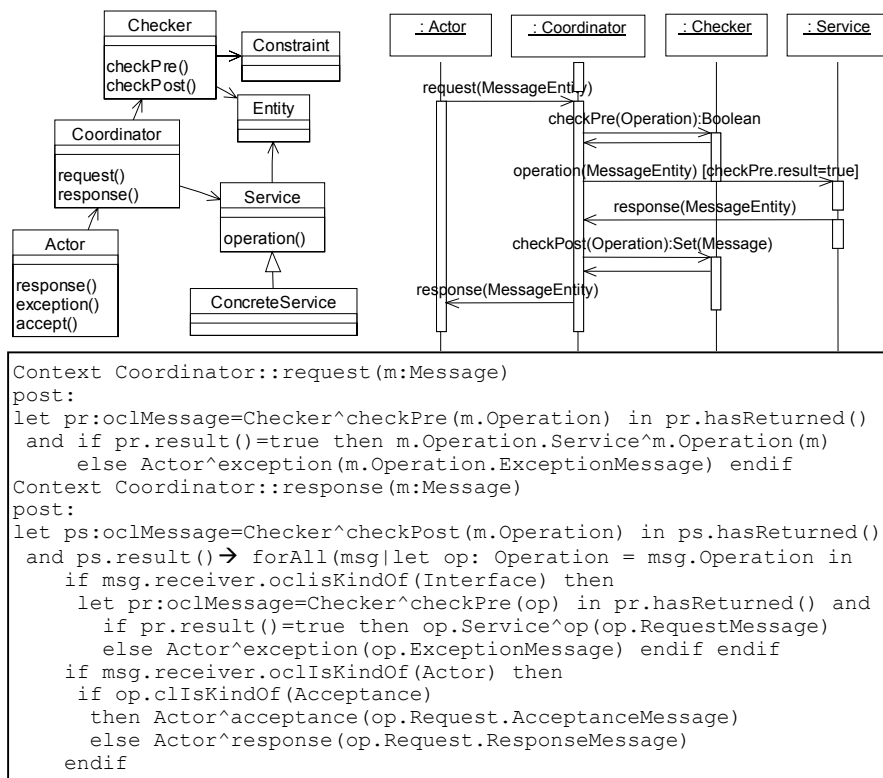 Checker
checkPre()
checkPost()
Constraint
Entity
Coordinator
request()
response()
Service
operation()
Actor
response()
exception()
accept()
ConcreteService
: Actor
: Coordinator
: Checker
: Service
request(MessageEntity)
checkPre(Operation):Boolean
operation(MessageEntity) [checkPre.result=true]
response(MessageEntity)
checkPost(Operation):Set(Message)
response(MessageEntity)
Context Coordinator::request(m:Message)
post:
let pr:oclMessage=Checker^checkPre(m.Operation) in pr.hasReturned()
and if pr.result()=true then m.Operation.Service^m.Operation(m)
else Actor^exception(m.Operation.ExceptionMessage) endif
Context Coordinator::response(m:Message)
post:
let ps:oclMessage=Checker^checkPost(m.Operation) in ps.hasReturned()
and ps.result()→ forAll(msg|let op: Operation = msg.Operation in
if msg.receiver.oclisKindOf(Interface) then
let pr:oclMessage=Checker^checkPre(op) in pr.hasReturned() and
if pr.result()=true then op.Service^op(op.RequestMessage)
else Actor^exception(op.ExceptionMessage) endif endif
if msg.receiver.oclIsKindOf(Actor) then
if op.clIsKindOf(Acceptance)
then Actor^acceptance(op.Request.AcceptanceMessage)
else Actor^response(op.Request.ResponseMessage)
endif